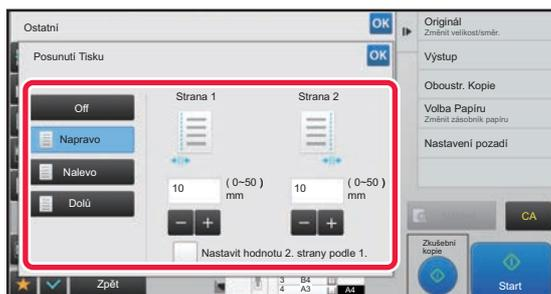 Ostatní
OK
Posunutí Tisku
OK
Off
Napravo
Nalevo
Dolů
Strana 1
Strana 2
10
( 0~50 )
mm
10
( 0~50 )
mm
Nastavit hodnotu 2. strany podle 1.
Zpět
3 B4
4 A3
A4
Originál
Změnit velikost/směr.
Výstup
Oboustr. Kopie
Volba Papíru
Změnit zásobník papíru
Nastavení pozadí
CA
Zkušební
kopie
Start